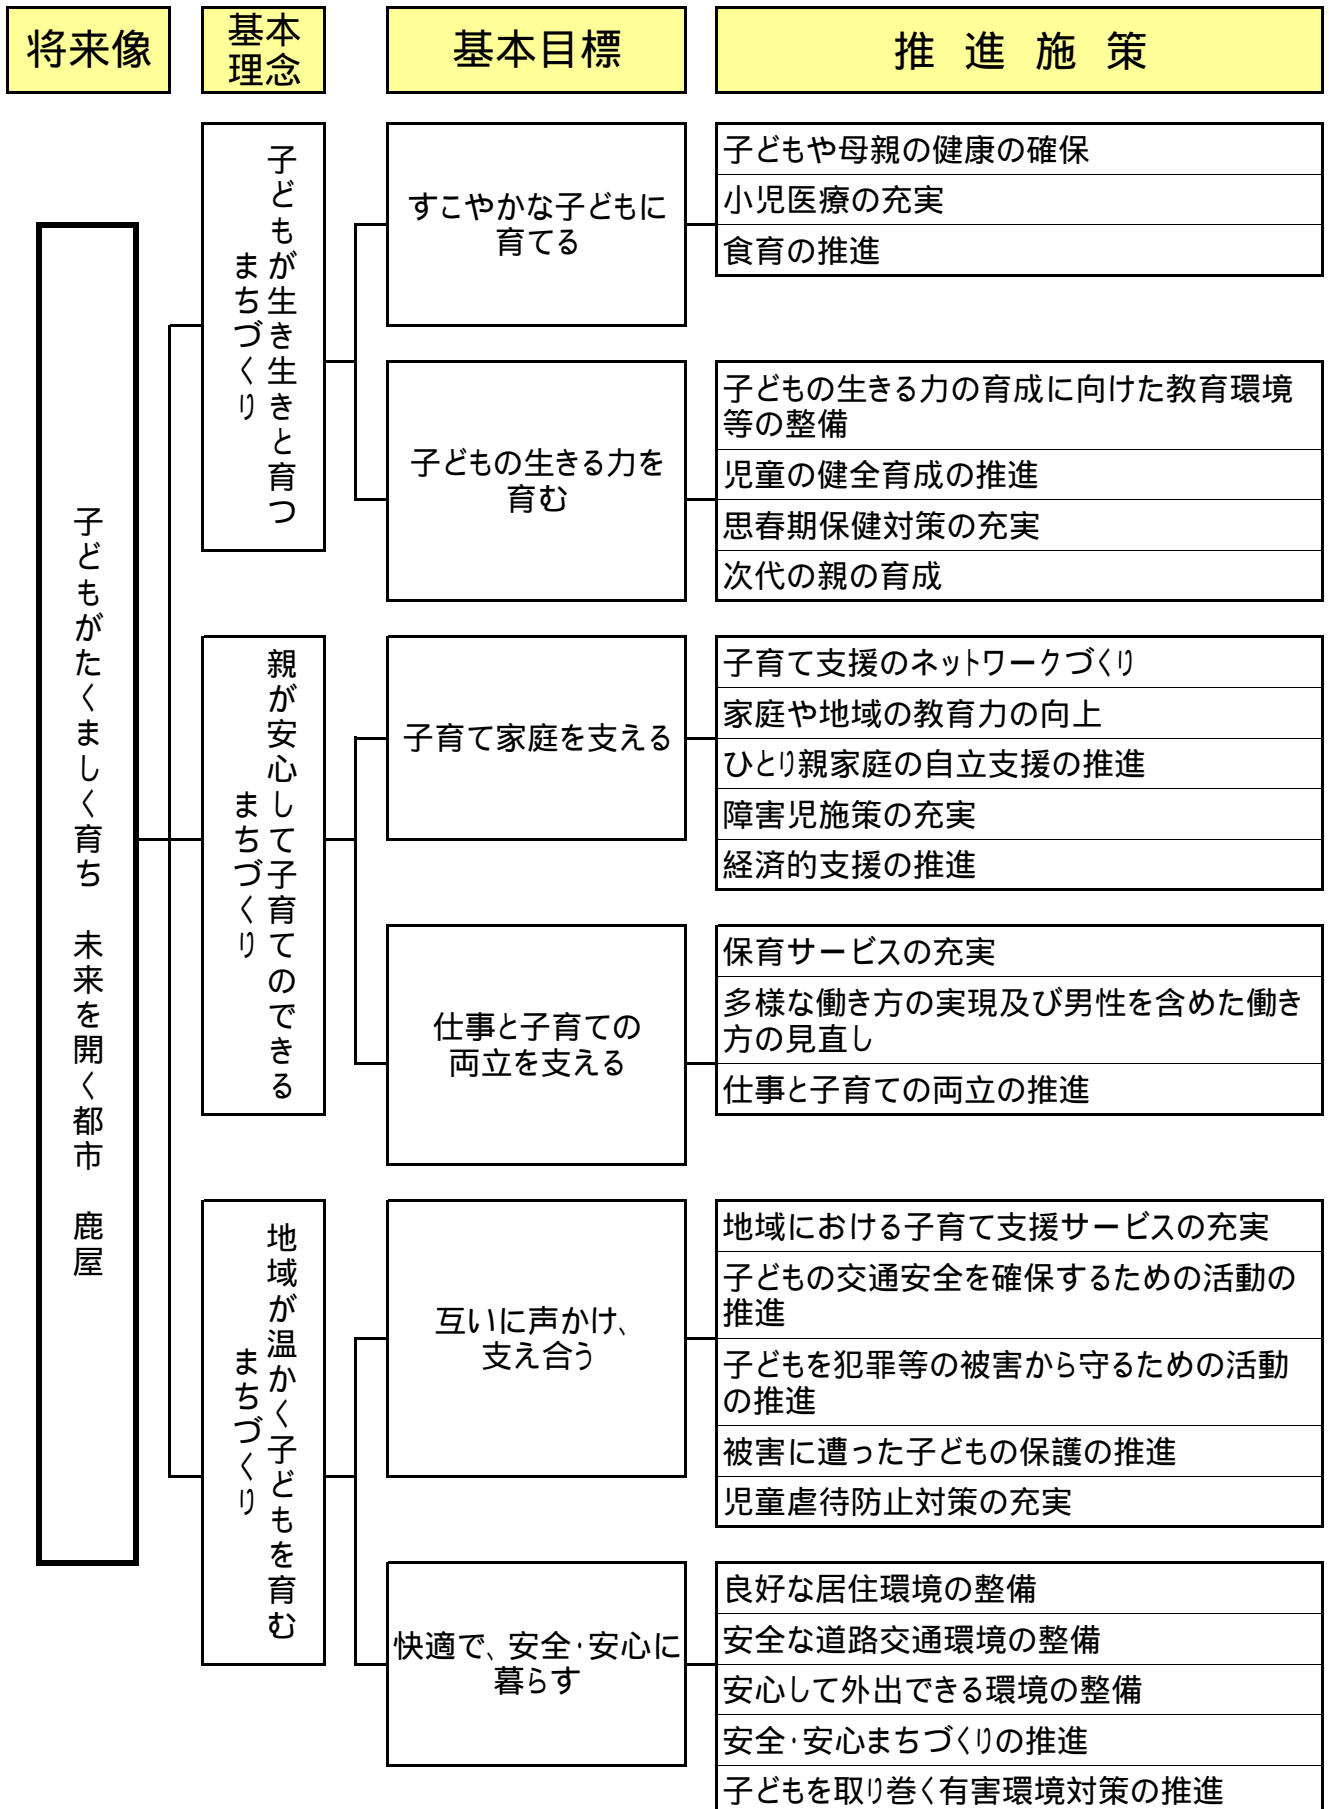 将来像
基本
理念
基本目標
推進施策
子どもがたくましく育ち　未来を開く都市　鹿屋
子どもが生き生きと育つ
まちづくり
すこやかな子どもに
育てる
子どもや母親の健康の確保
小児医療の充実
食育の推進
子どもの生きる力を
育む
子どもの生きる力の育成に向けた教育環境
等の整備
児童の健全育成の推進
思春期保健対策の充実
次代の親の育成
親が安心して子育てのできる
まちづくり
子育て家庭を支える
子育て支援のネットワークづくり
家庭や地域の教育力の向上
ひとり親家庭の自立支援の推進
障害児施策の充実
経済的支援の推進
仕事と子育ての
両立を支える
保育サービスの充実
多様な働き方の実現及び男性を含めた働き
方の見直し
仕事と子育ての両立の推進
地域が温かく子どもを育む
まちづくり
互いに声かけ、
支え合う
地域における子育て支援サービスの充実
子どもの交通安全を確保するための活動の
推進
子どもを犯罪等の被害から守るための活動
の推進
被害に遭った子どもの保護の推進
児童虐待防止対策の充実
快適で、安全・安心に
暮らす
良好な居住環境の整備
安全な道路交通環境の整備
安心して外出できる環境の整備
安全・安心まちづくりの推進
子どもを取り巻く有害環境対策の推進